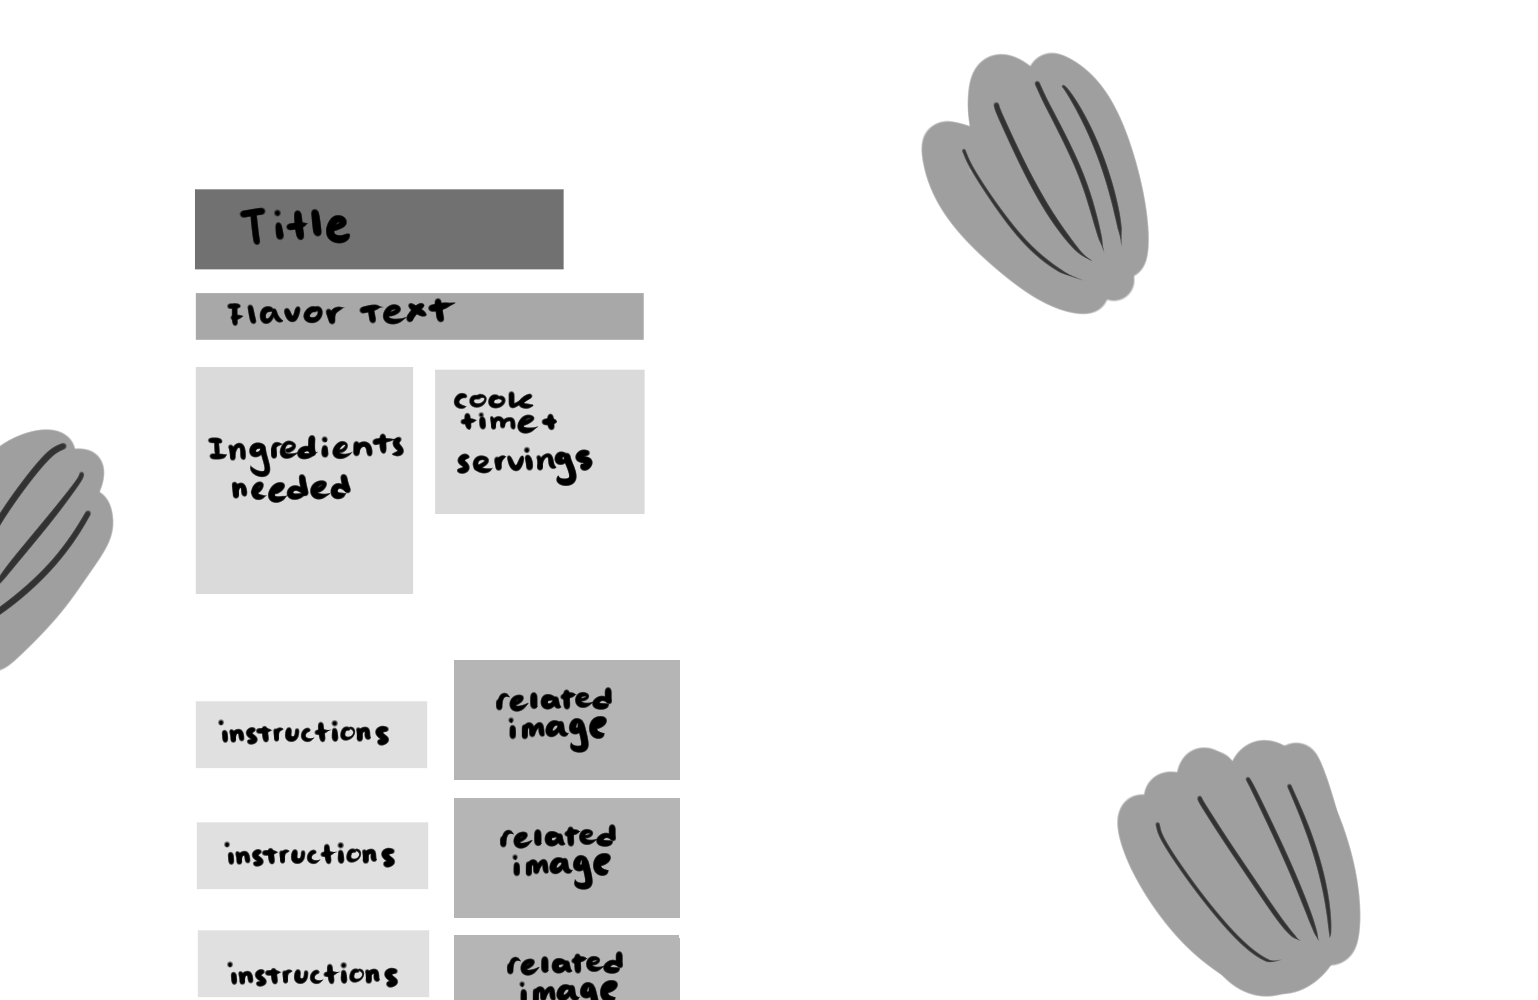 Title
Flavor Text
Ingredients
needed
cook
time +
servings
instructions
related
image
instructions
related
image
instructions
related
image